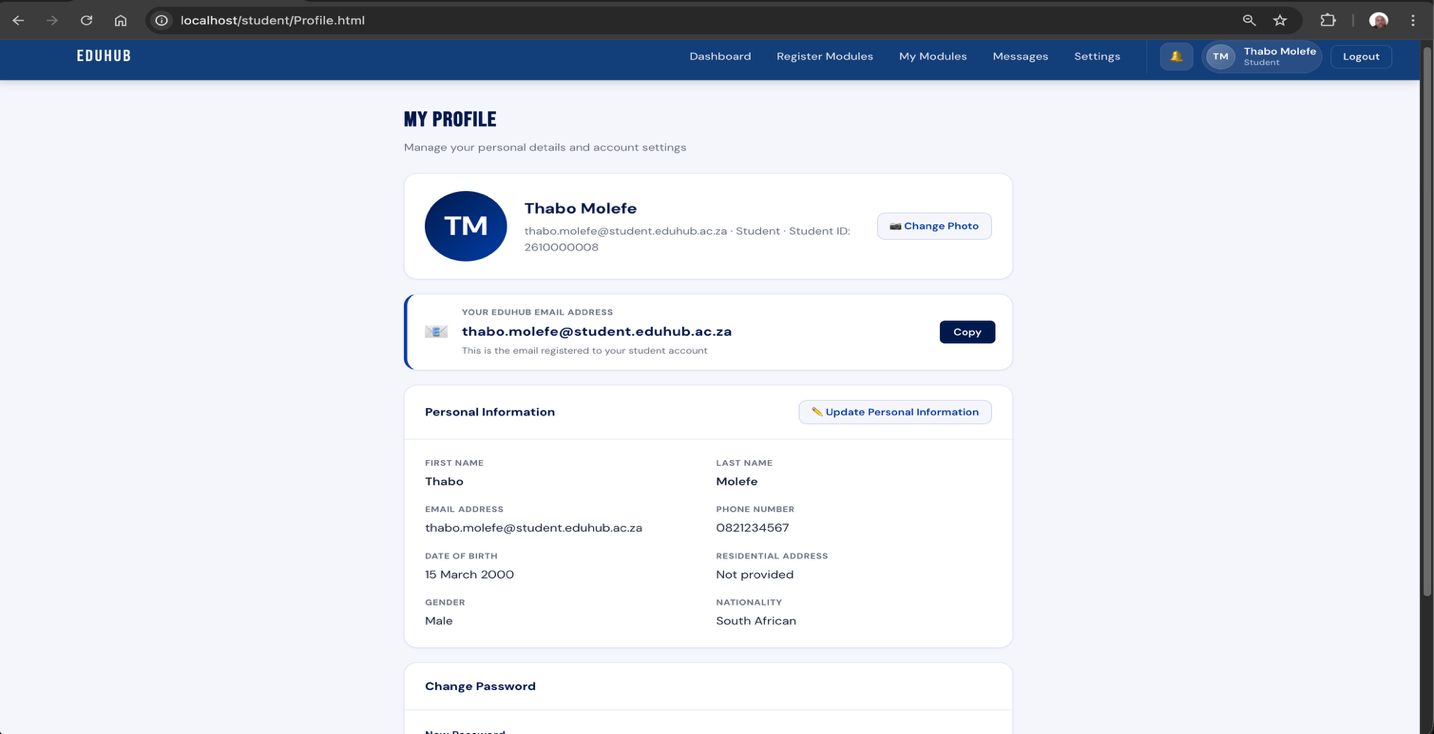 localhost/student/Profile.html
EDUHUB
Dashboard
Register Modules
My Modules
Messages
Settings
TM
Thabo Molefe
Student
Logout
MY PROFILE
Manage your personal details and account settings
TM
Thabo Molefe
thabo.molefe@student.eduhub.ac.za · Student · Student ID:
2610000008
Change Photo
YOUR EDUHUB EMAIL ADDRESS
thabo.molefe@student.eduhub.ac.za
This is the email registered to your student account
Copy
Personal Information
Update Personal Information
FIRST NAME
Thabo
LAST NAME
Molefe
EMAIL ADDRESS
thabo.molefe@student.eduhub.ac.za
PHONE NUMBER
0821234567
DATE OF BIRTH
15 March 2000
RESIDENTIAL ADDRESS
Not provided
GENDER
Male
NATIONALITY
South African
Change Password
New Password